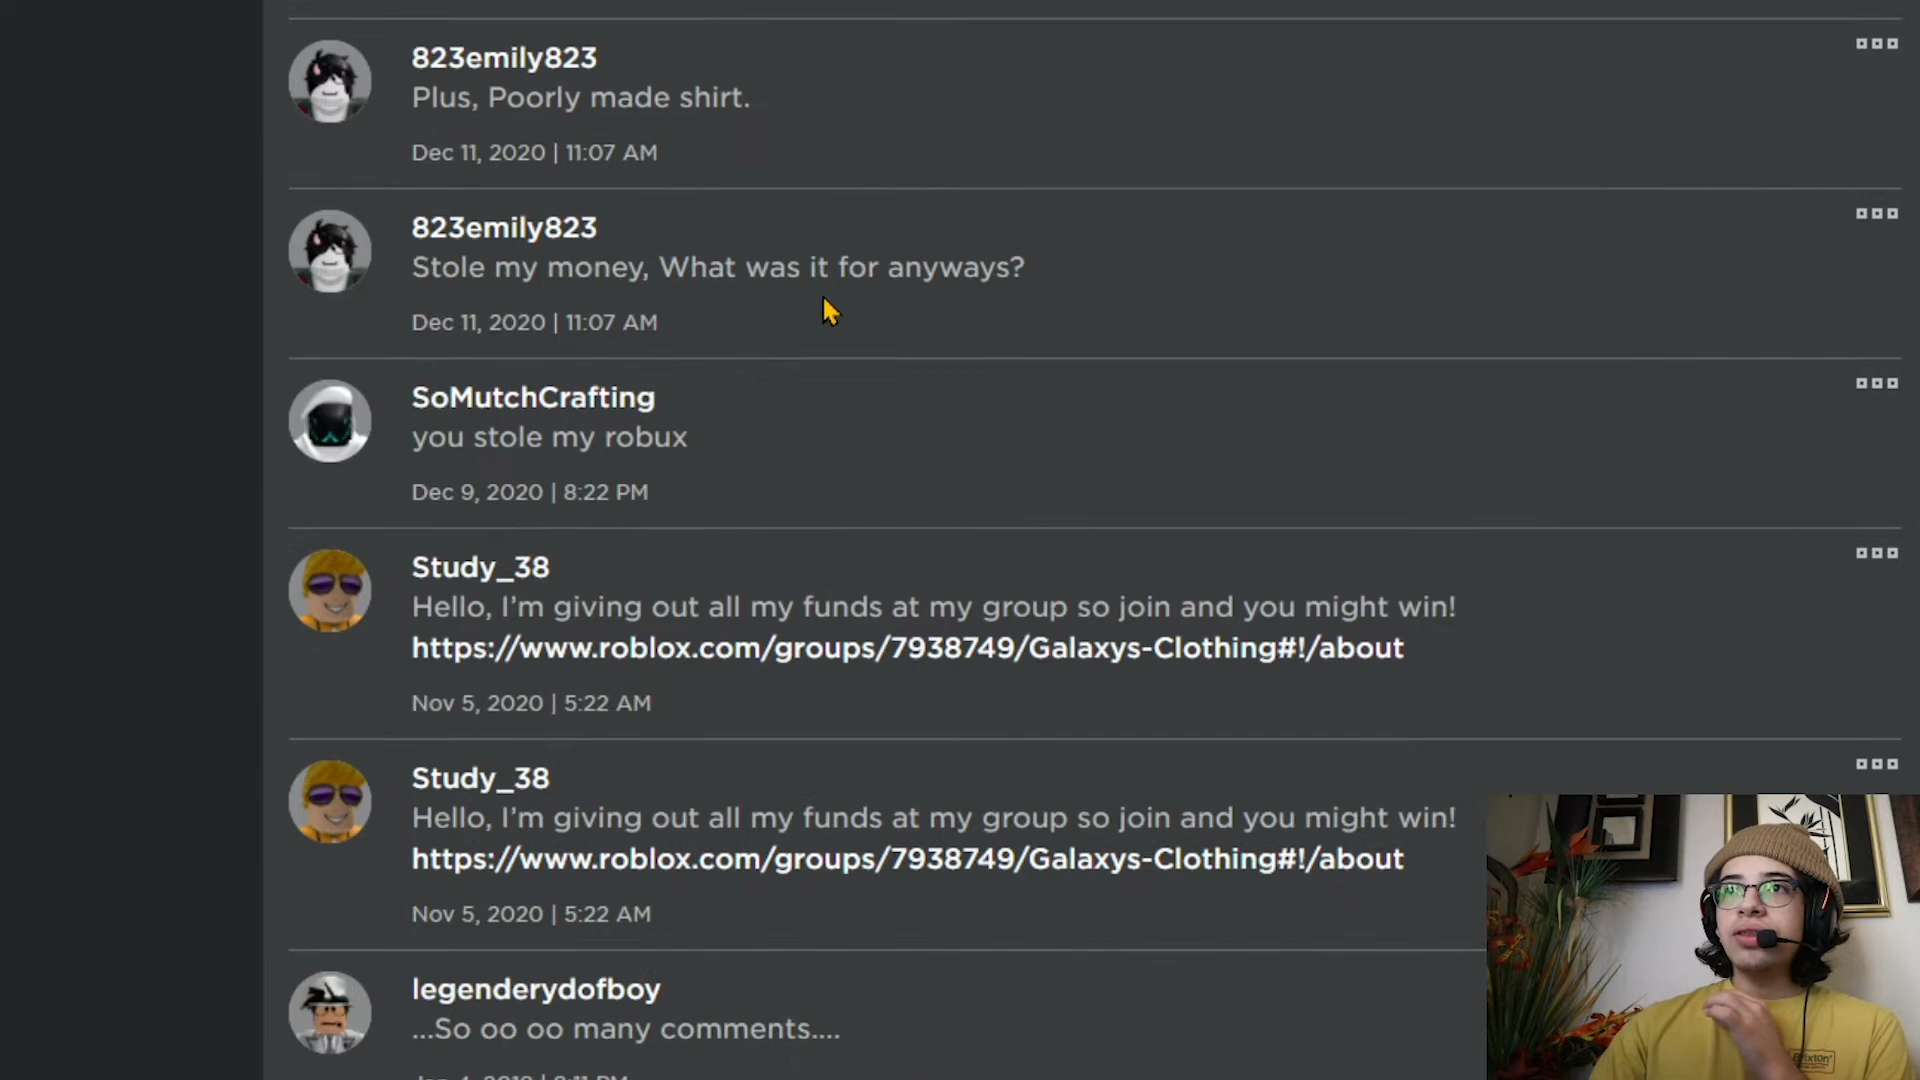 823emily823
Plus, Poorly made shirt.
Dec 11, 2020 | 11:07 AM
823emily823
Stole my money, What was it for anyways?
Dec 11, 2020 | 11:07 AM
SoMutchCrafting
you stole my robux
Dec 9, 2020 | 8:22 PM
Study_38
Hello, I'm giving out all my funds at my group so join and you might win!
https://www.roblox.com/groups/7938749/Galaxys-Clothing#!/about
Nov 5, 2020 | 5:22 AM
Study_38
Hello, I'm giving out all my funds at my group so join and you might win!
https://www.roblox.com/groups/7938749/Galaxys-Clothing#!/about
Nov 5, 2020 | 5:22 AM
legenderydofboy
...So oo oo many comments....